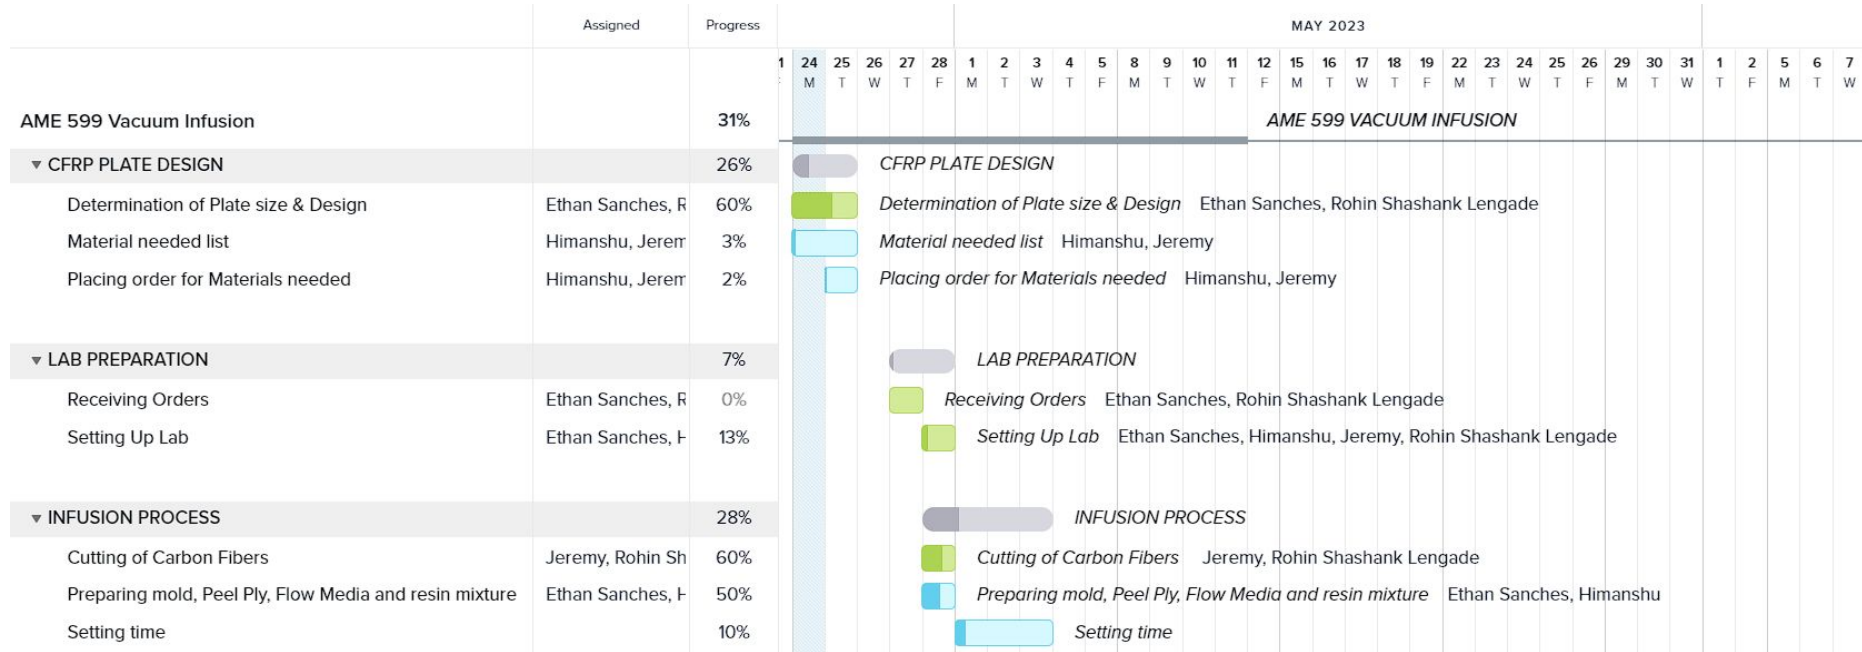 Assigned Progress MAY 2023
1 24 25 26 27 28 1 2 3 4 5 8 9 10 11 12 15 16 17 18 19 22 23 24 25 26 29 30 31 1 2 5 6 7
F M T W T F M T W T F M T W T F M T W T F M T W T F M T W T F M T W
AME 599 Vacuum Infusion 31% AME 599 VACUUM INFUSION
CFRP PLATE DESIGN 26% CFRP PLATE DESIGN
Determination of Plate size & Design Ethan Sanches, R 60% Determination of Plate size & Design Ethan Sanches, Rohin Shashank Lengade
Material needed list Himanshu, Jerem 3% Material needed list Himanshu, Jeremy
Placing order for Materials needed Himanshu, Jerem 2% Placing order for Materials needed Himanshu, Jeremy
LAB PREPARATION 7% LAB PREPARATION
Receiving Orders Ethan Sanches, R 0% Receiving Orders Ethan Sanches, Rohin Shashank Lengade
Setting Up Lab Ethan Sanches, H 13% Setting Up Lab Ethan Sanches, Himanshu, Jeremy, Rohin Shashank Lengade
INFUSION PROCESS 28% INFUSION PROCESS
Cutting of Carbon Fibers Jeremy, Rohin Sh 60% Cutting of Carbon Fibers Jeremy, Rohin Shashank Lengade
Preparing mold, Peel Ply, Flow Media and resin mixture Ethan Sanches, H 50% Preparing mold, Peel Ply, Flow Media and resin mixture Ethan Sanches, Himanshu
Setting time 10% Setting time